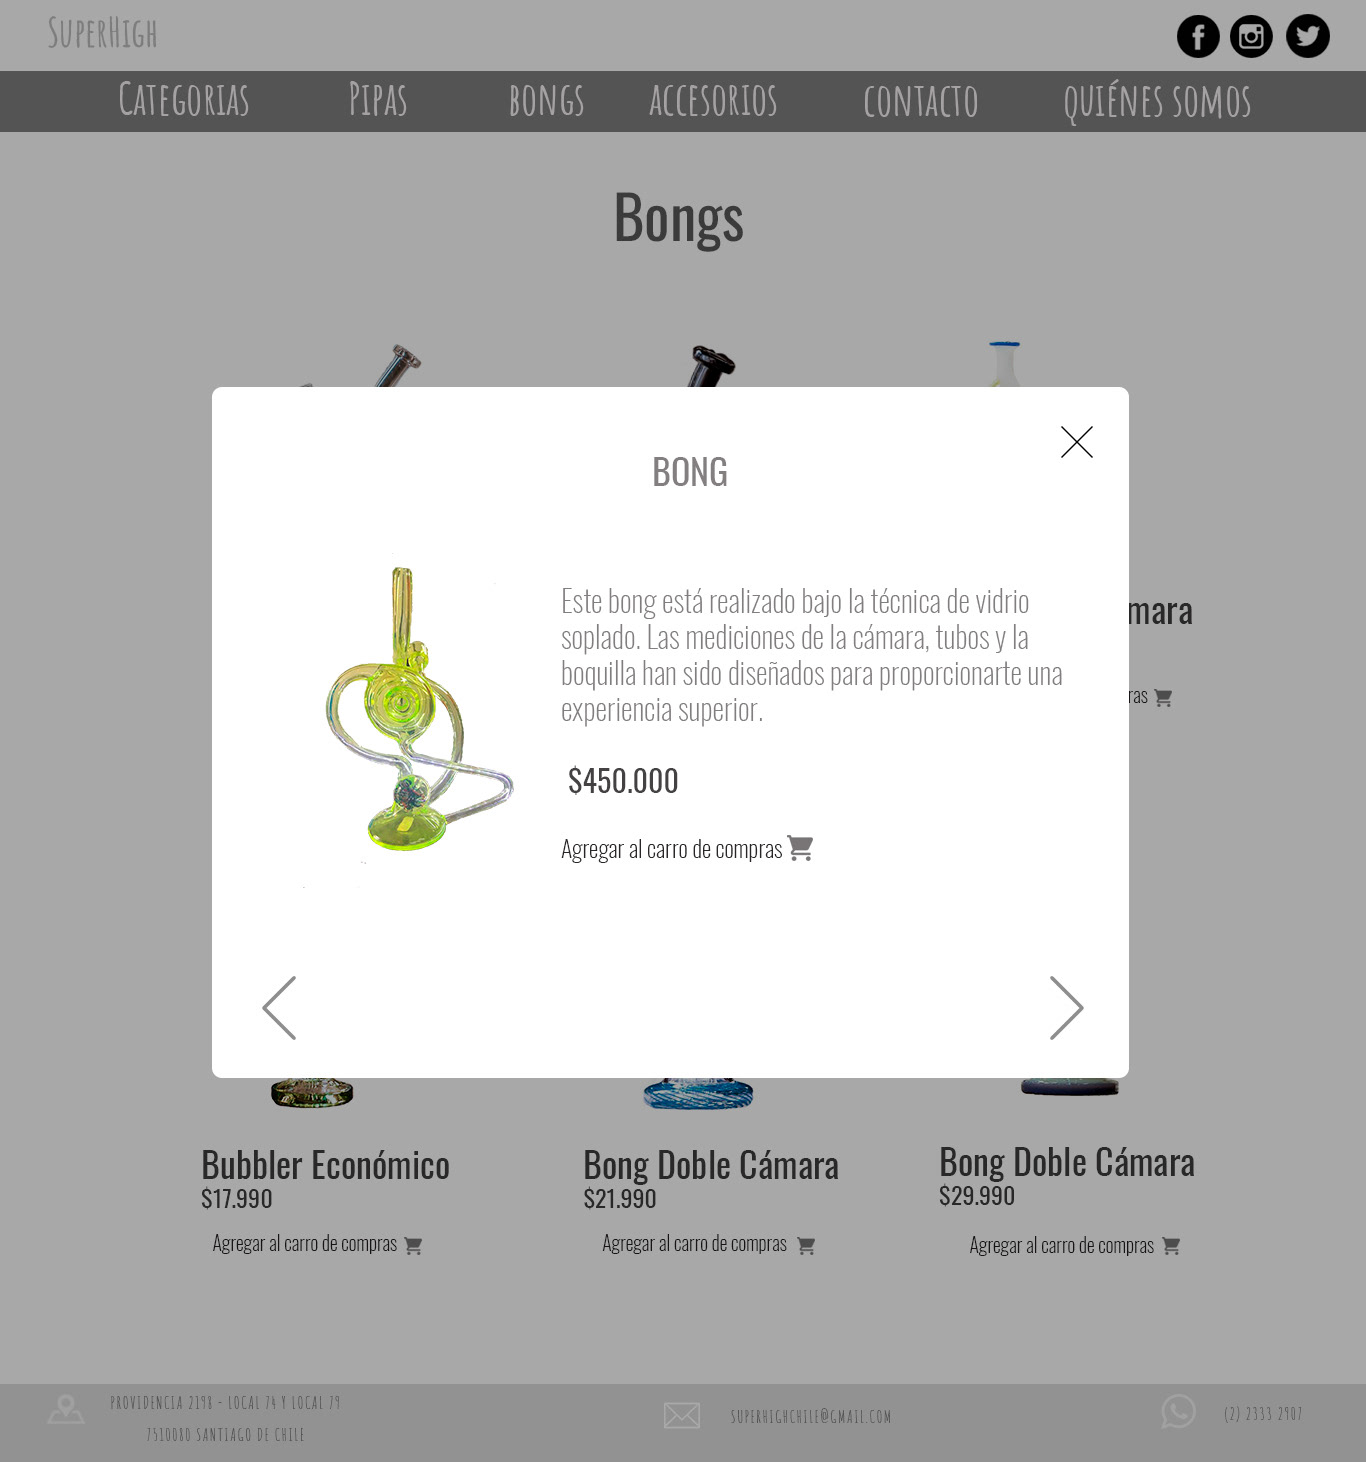 SuperHigh
Categorias Pipas bongs accesorios contacto quiénes somos
Bongs
BONG
Este bong está realizado bajo la técnica de vidrio
soplado. Las mediciones de la cámara, tubos y la
boquilla han sido diseñados para proporcionarte una
experiencia superior.
$450.000
Agregar al carro de compras
mara
ras
Bubbler Económico
$17.990
Agregar al carro de compras
Bong Doble Cámara
$21.990
Agregar al carro de compras
Bong Doble Cámara
$29.990
Agregar al carro de compras
PROVIDENCIA 2198 - LOCAL 74 Y LOCAL 79
7510080 SANTIAGO DE CHILE
SUPERHIGHCHILE@GMAIL.COM
(2) 2333 2907